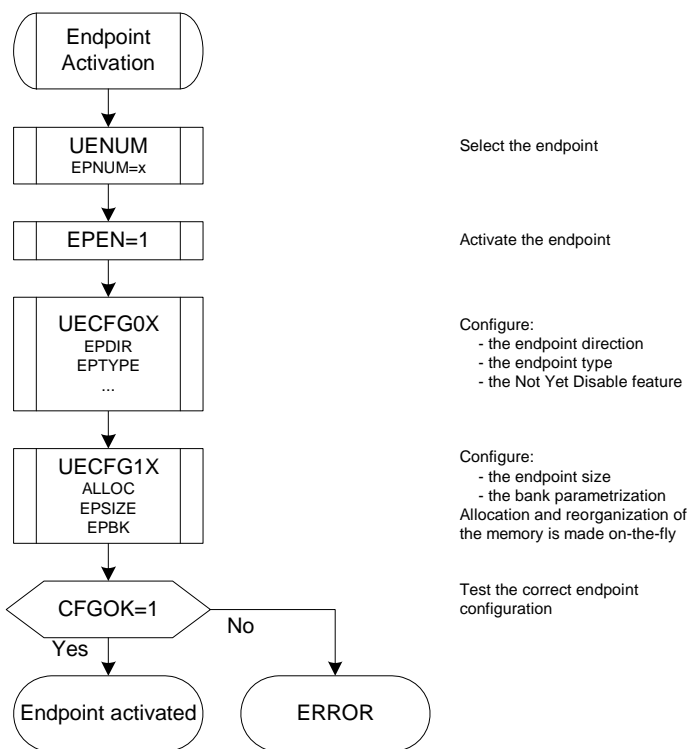 Endpoint
Activation
UENUM
EPNUM=x
Select the endpoint
EPEN=1
Activate the endpoint
UECFG0X
EPDIR
EPTYPE
...
Configure:
- the endpoint direction
- the endpoint type
- the Not Yet Disable feature
UECFG1X
ALLOC
EPSIZE
EPBK
Configure:
- the endpoint size
- the bank parametrization
Allocation and reorganization of
the memory is made on-the-fly
CFGOK=1
Test the correct endpoint
configuration
No
Yes
Endpoint activated
ERROR